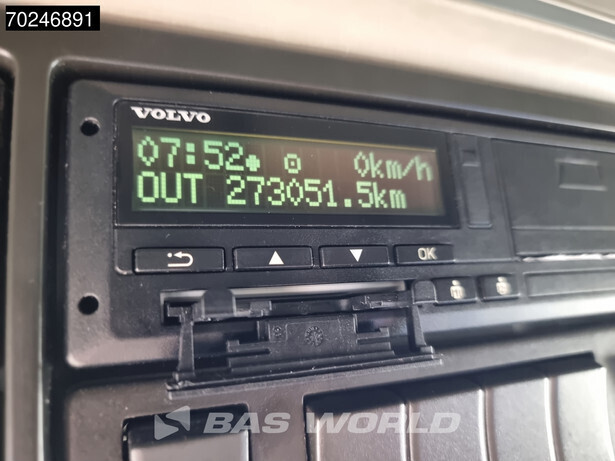 70246891
VOLVO
07:52 0km/h
OUT 273051.5km
OK
BAS WORLD